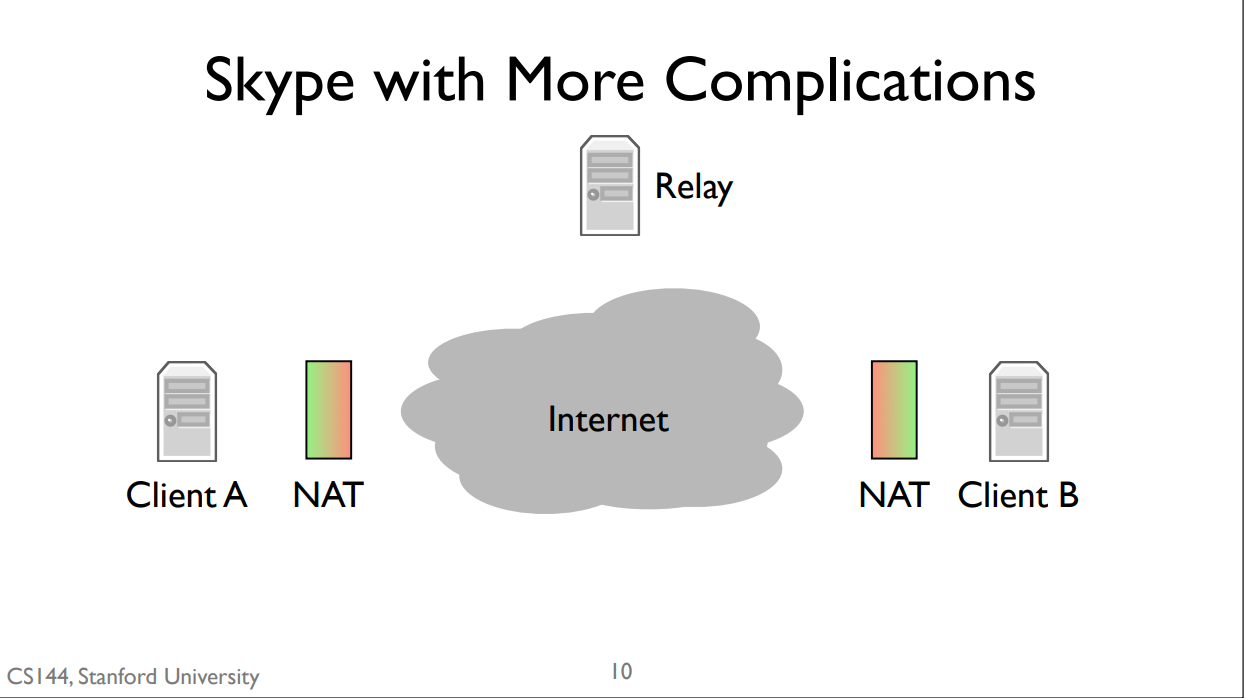 Skype with More Complications
Relay
Internet
Client A
NAT
NAT
Client B
CS144, Stanford University
10